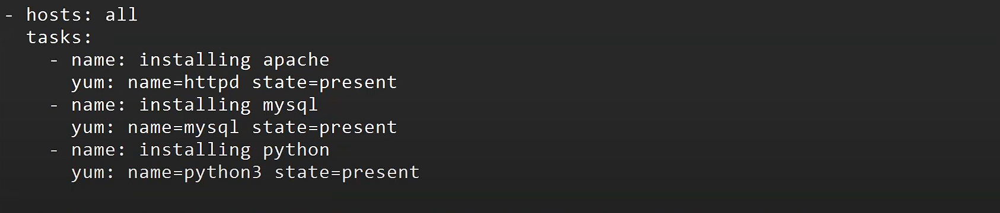 - hosts: all
  tasks:
    - name: installing apache
      yum: name=httpd state=present
    - name: installing mysql
      yum: name=mysql state=present
    - name: installing python
      yum: name=python3 state=present